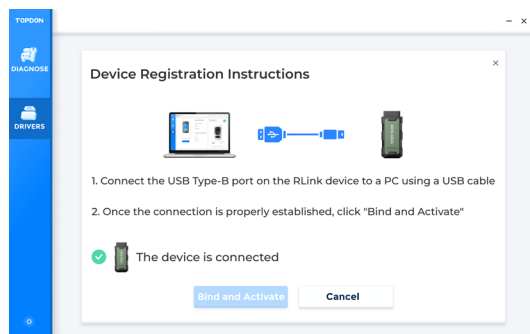 TOPDON
DIAGNOSE
DRIVERS
Device Registration Instructions
1. Connect the USB Type-B port on the RLink device to a PC using a USB cable
2. Once the connection is properly established, click "Bind and Activate"
The device is connected
Bind and Activate
Cancel